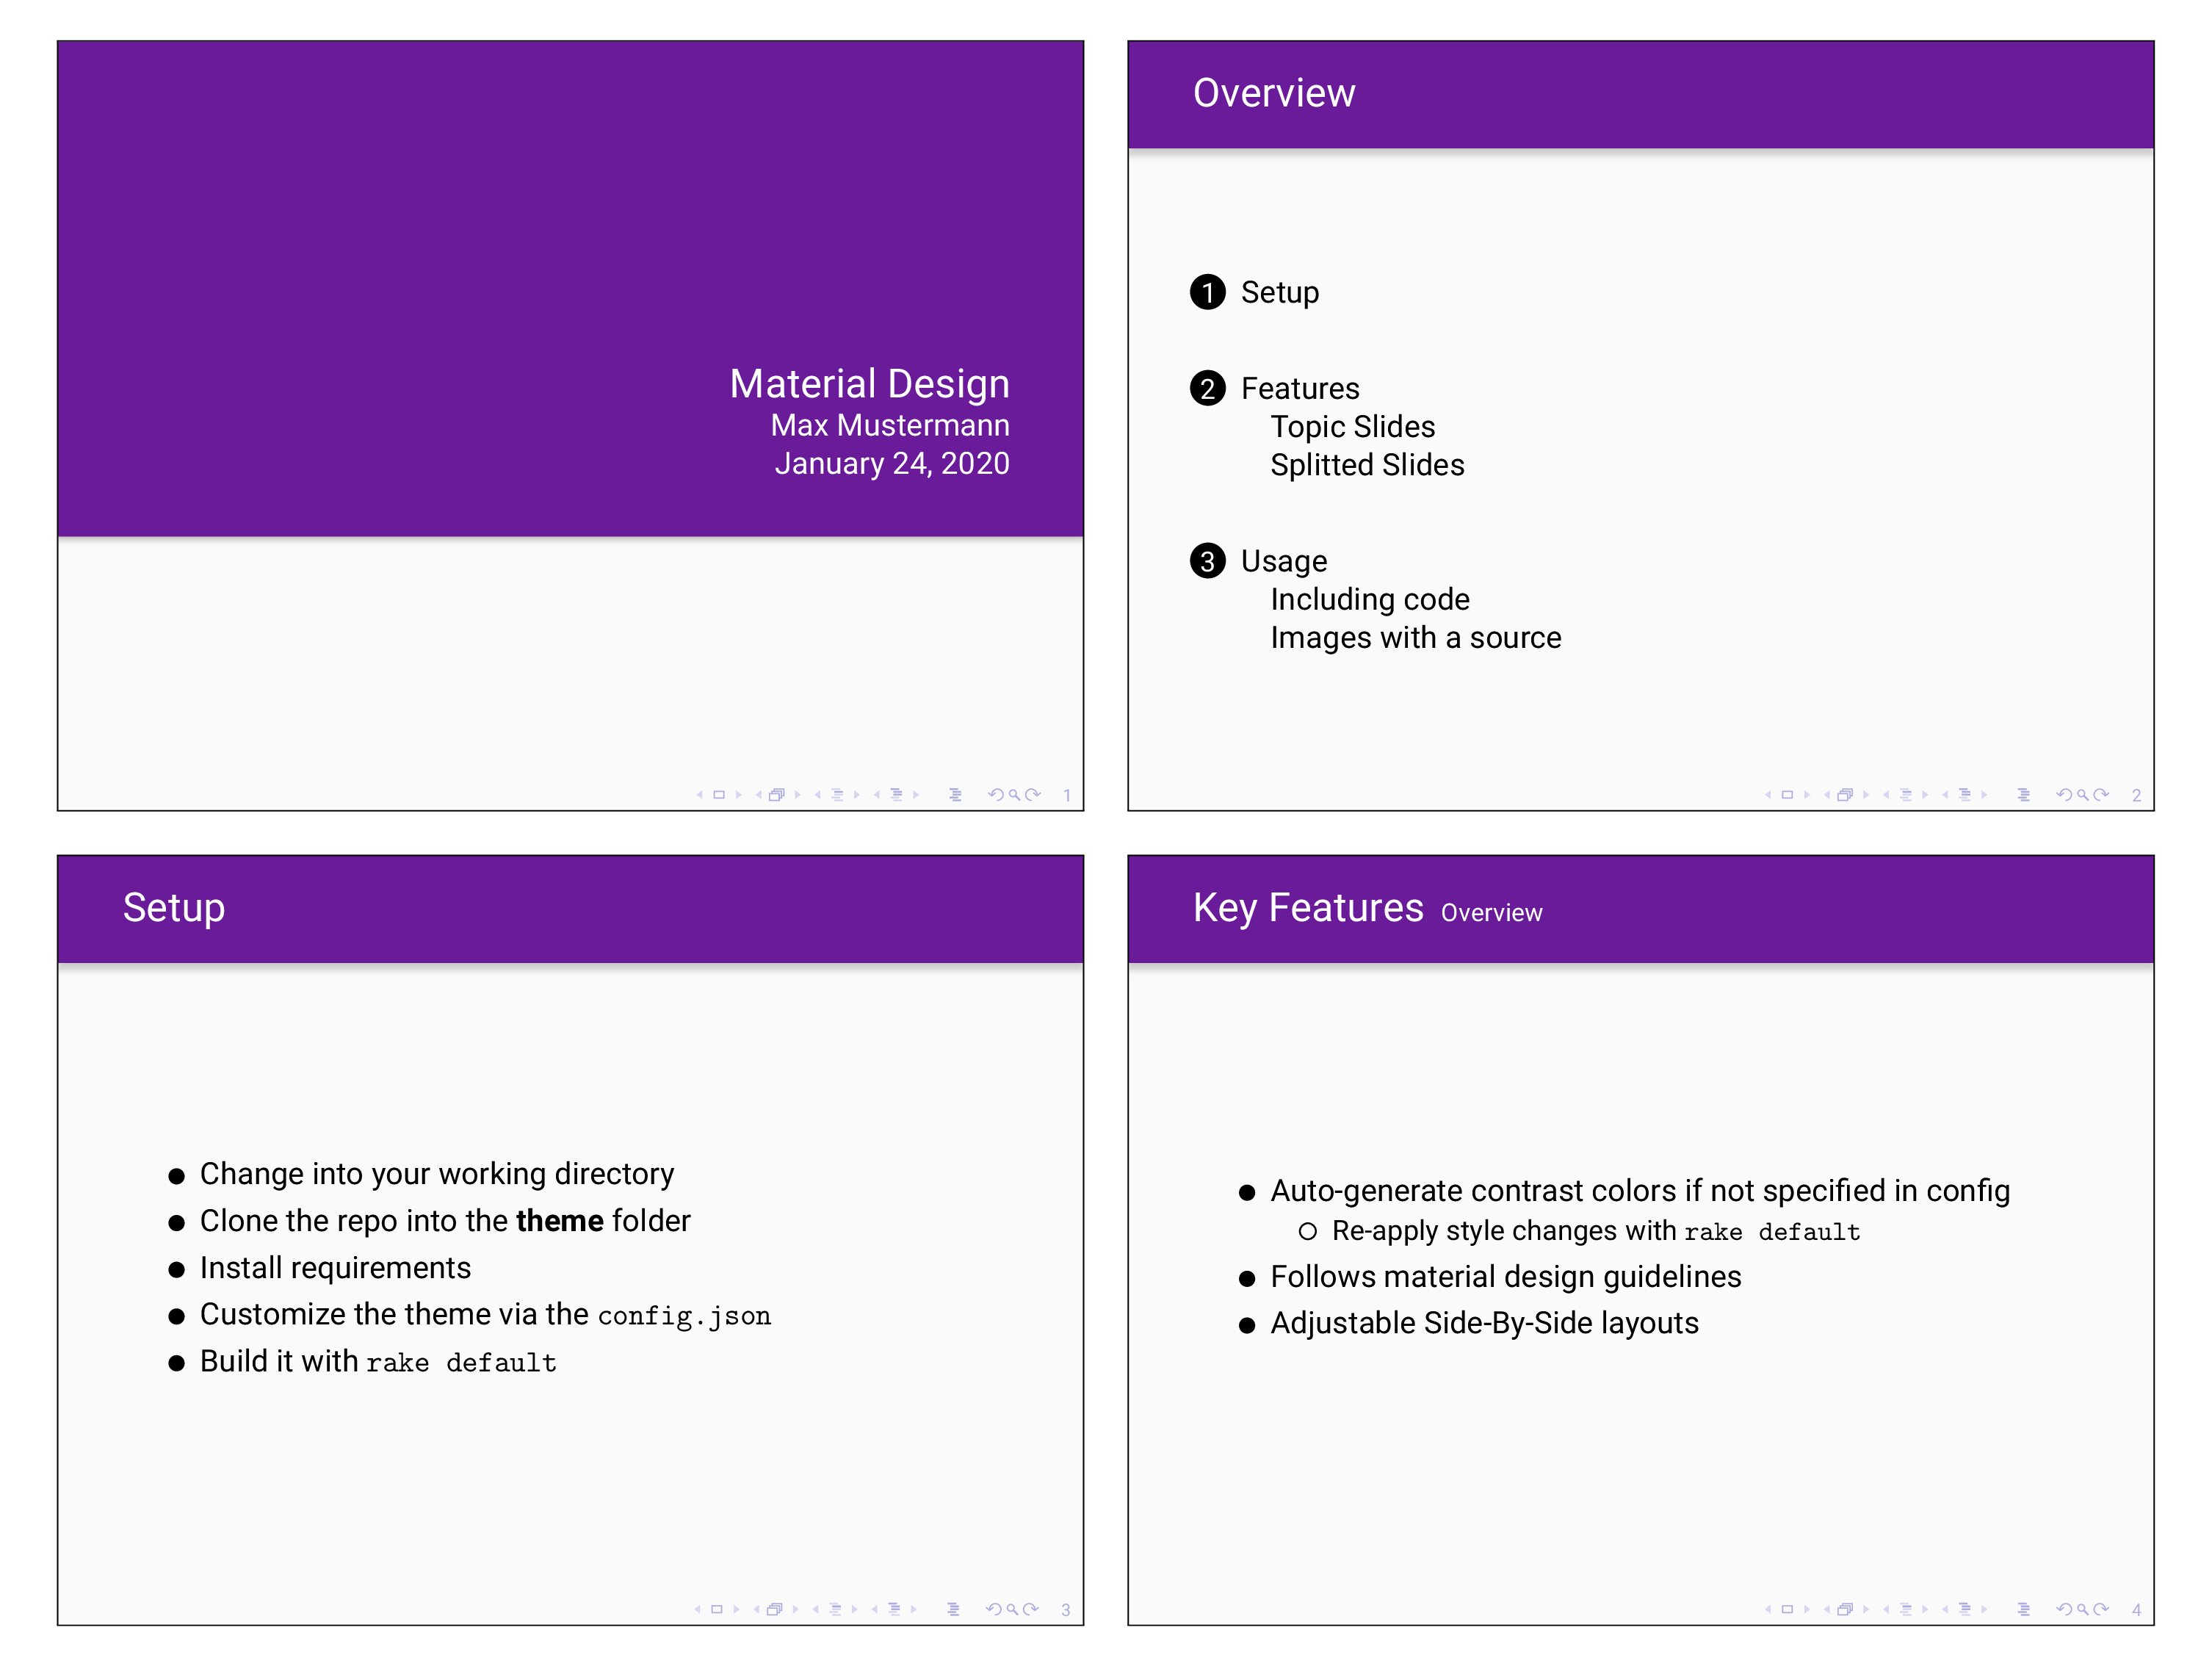 Material Design
Max Mustermann
January 24, 2020
1
Overview
1 Setup
2 Features
Topic Slides
Splitted Slides
3 Usage
Including code
Images with a source
2
Setup
● Change into your working directory
● Clone the repo into the theme folder
● Install requirements
● Customize the theme via the config.json
● Build it with rake default
3
Key Features Overview
● Auto-generate contrast colors if not specified in config
○ Re-apply style changes with rake default
● Follows material design guidelines
● Adjustable Side-By-Side layouts
4